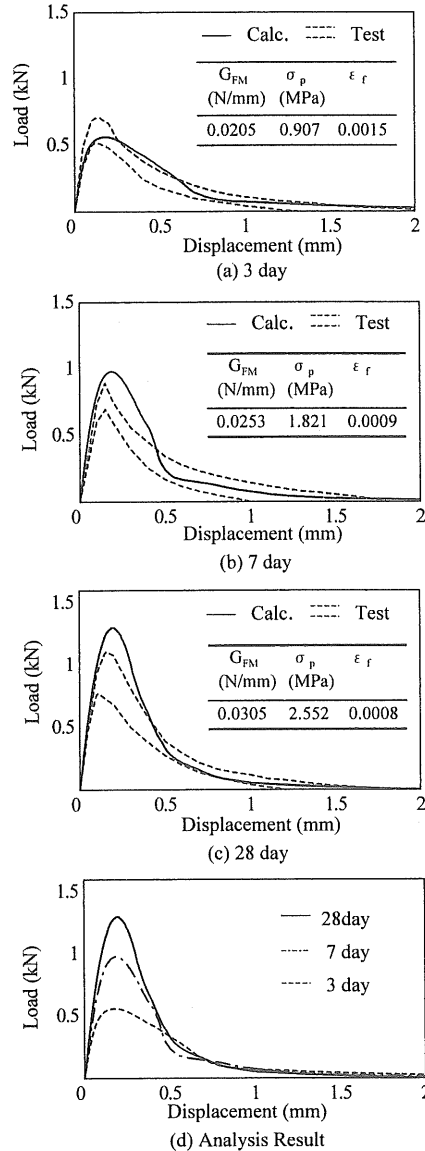 1.5
Calc. Test
1
0.5
Load (kN)
G_FM σ_p ε_f
(N/mm) (MPa)
0.0205 0.907 0.0015
0 0.5 1 1.5 2
Displacement (mm)
(a) 3 day
1.5
Calc. Test
1
0.5
Load (kN)
G_FM σ_p ε_f
(N/mm) (MPa)
0.0253 1.821 0.0009
0 0.5 1 1.5 2
Displacement (mm)
(b) 7 day
1.5
Calc. Test
1
0.5
Load (kN)
G_FM σ_p ε_f
(N/mm) (MPa)
0.0305 2.552 0.0008
0 0.5 1 1.5 2
Displacement (mm)
(c) 28 day
1.5
1
0.5
Load (kN)
28day
7 day
3 day
0 0.5 1 1.5 2
Displacement (mm)
(d) Analysis Result